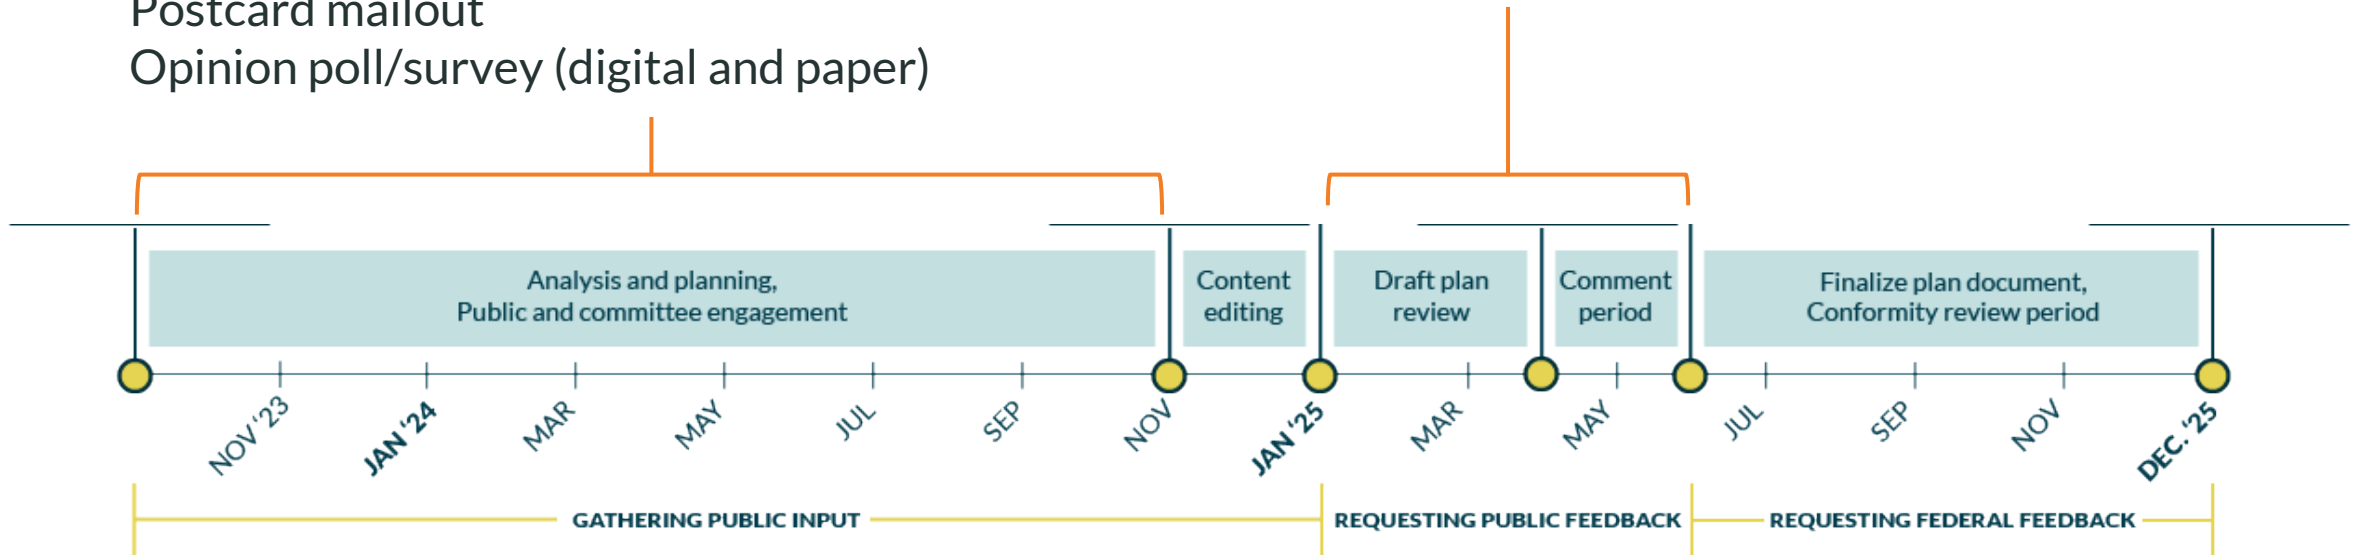 Postcard mailout
Opinion poll/survey (digital and paper)
Analysis and planning,
Public and committee engagement
Content
editing
Draft plan
review
Comment
period
Finalize plan document,
Conformity review period
NOV '23
JAN '24
MAR
MAY
JUL
SEP
NOV
JAN '25
MAR
MAY
JUL
SEP
NOV
DEC. '25
GATHERING PUBLIC INPUT
REQUESTING PUBLIC FEEDBACK
REQUESTING FEDERAL FEEDBACK